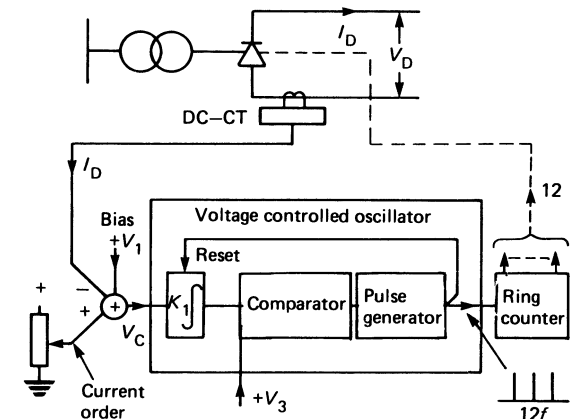 I_D
V_D
DC–CT
I_D
12
Bias
+V_1
Voltage controlled oscillator
Reset
+
–
+
+
K_1
∫
Comparator
Pulse
generator
Ring
counter
V_C
Current
order
+V_3
12f